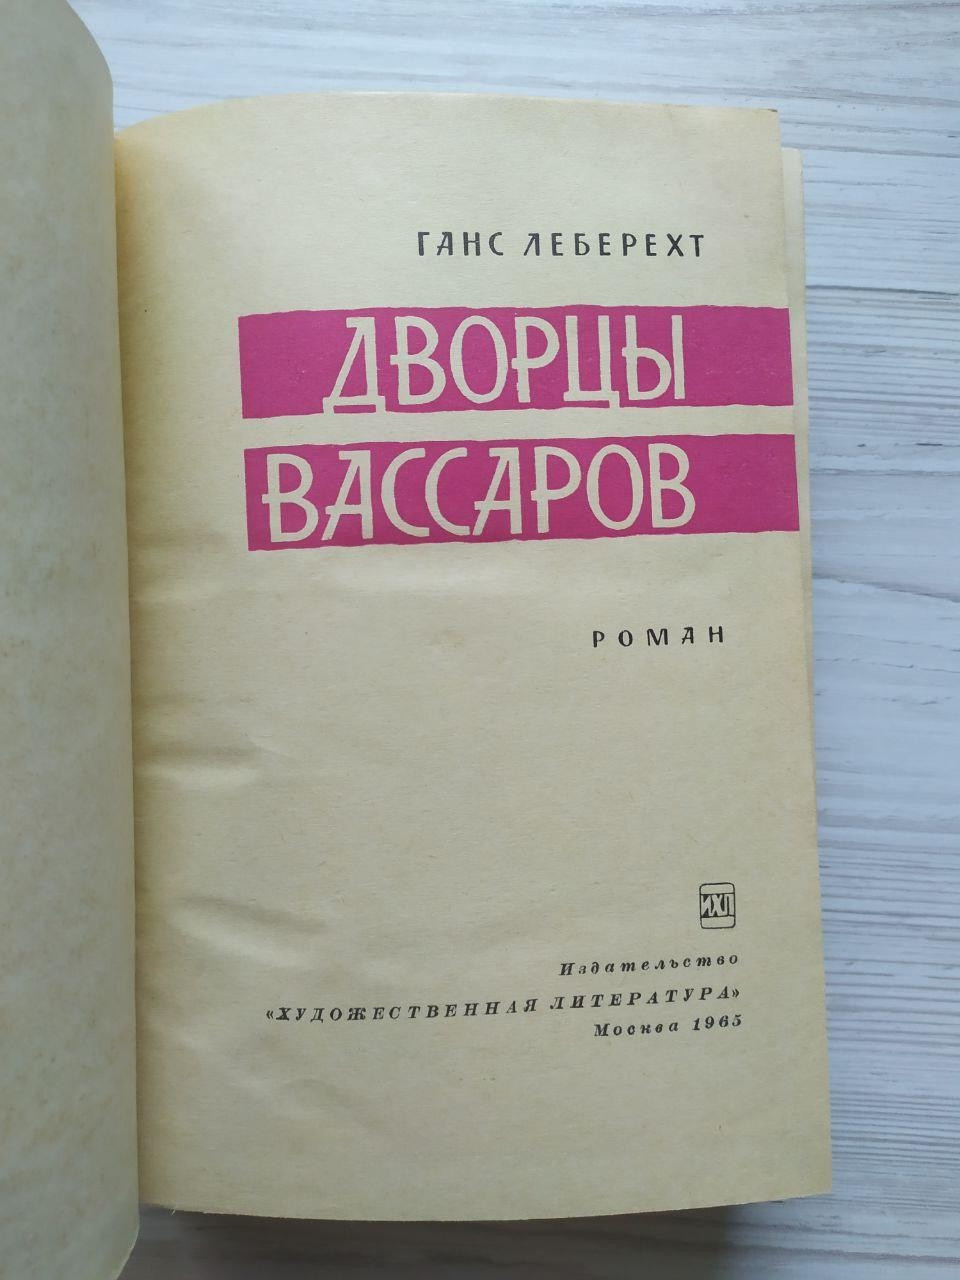 ГАНС ЛЕБЕРЕХТ
ДВОРЦЫ
ВАССАРОВ
РОМАН
ИХЛ
Издательство
«ХУДОЖЕСТВЕННАЯ ЛИТЕРАТУРА»
Москва 1965